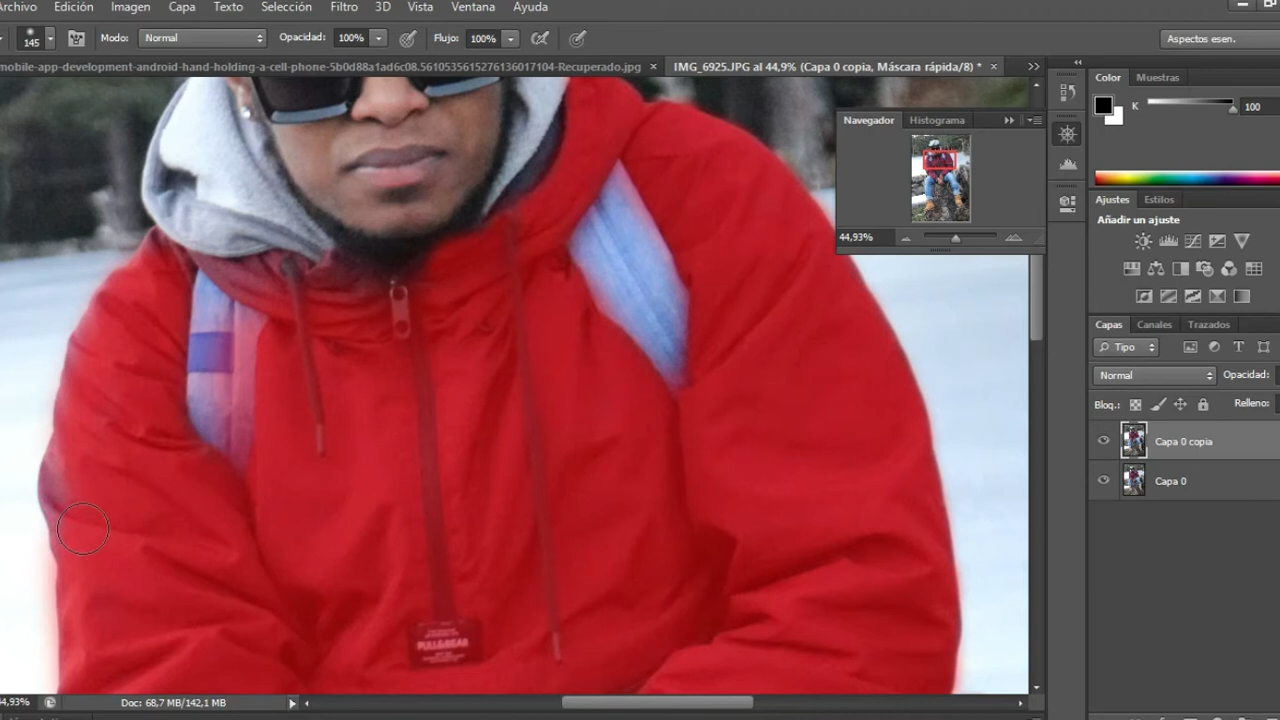 Archivo Edición Imagen Capa Texto Selección Filtro 3D Vista Ventana Ayuda
145 Modo: Normal Opacidad: 100% Flujo: 100% Aspectos esen.
mobile-app-development-android-hand-holding-a-cell-phone-5b0d88a1ad6c08.5610535615276136017104-Recuperado.jpg × IMG_6925.JPG al 44,9% (Capa 0 copia, Máscara rápida/8) * ×
Color Muestras
K 100
Navegador Histograma
44,93%
Ajustes Estilos
Añadir un ajuste
Capas Canales Trazados
Tipo
Normal Opacidad:
Bloq.: Relleno:
Capa 0 copia
Capa 0
PULL&BEAR
44,93% Doc: 68,7 MB/142,1 MB